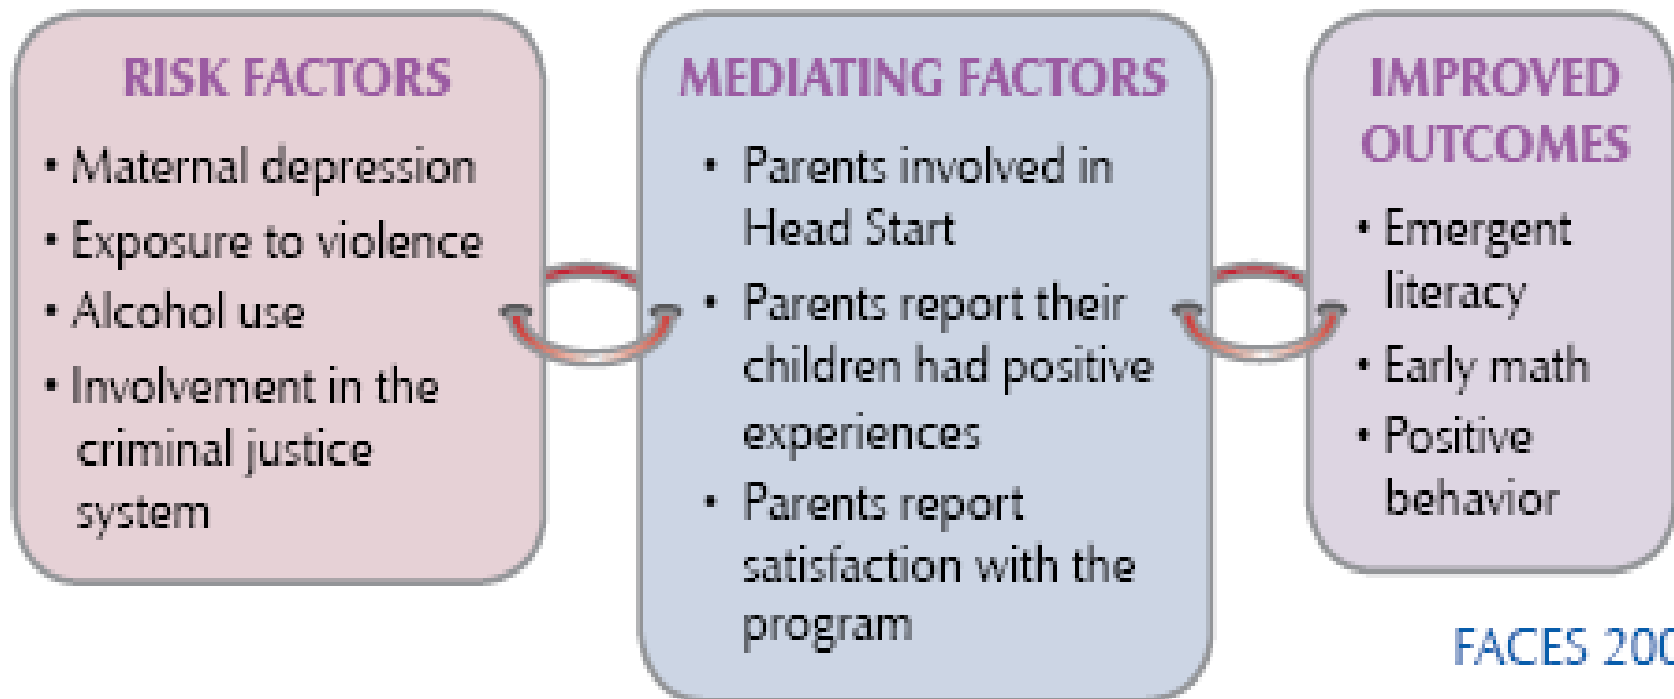 RISK FACTORS
• Maternal depression
• Exposure to violence
• Alcohol use
• Involvement in the
criminal justice
system
MEDIATING FACTORS
• Parents involved in
Head Start
• Parents report their
children had positive
experiences
• Parents report
satisfaction with the
program
IMPROVED
OUTCOMES
• Emergent
literacy
• Early math
• Positive
behavior
FACES